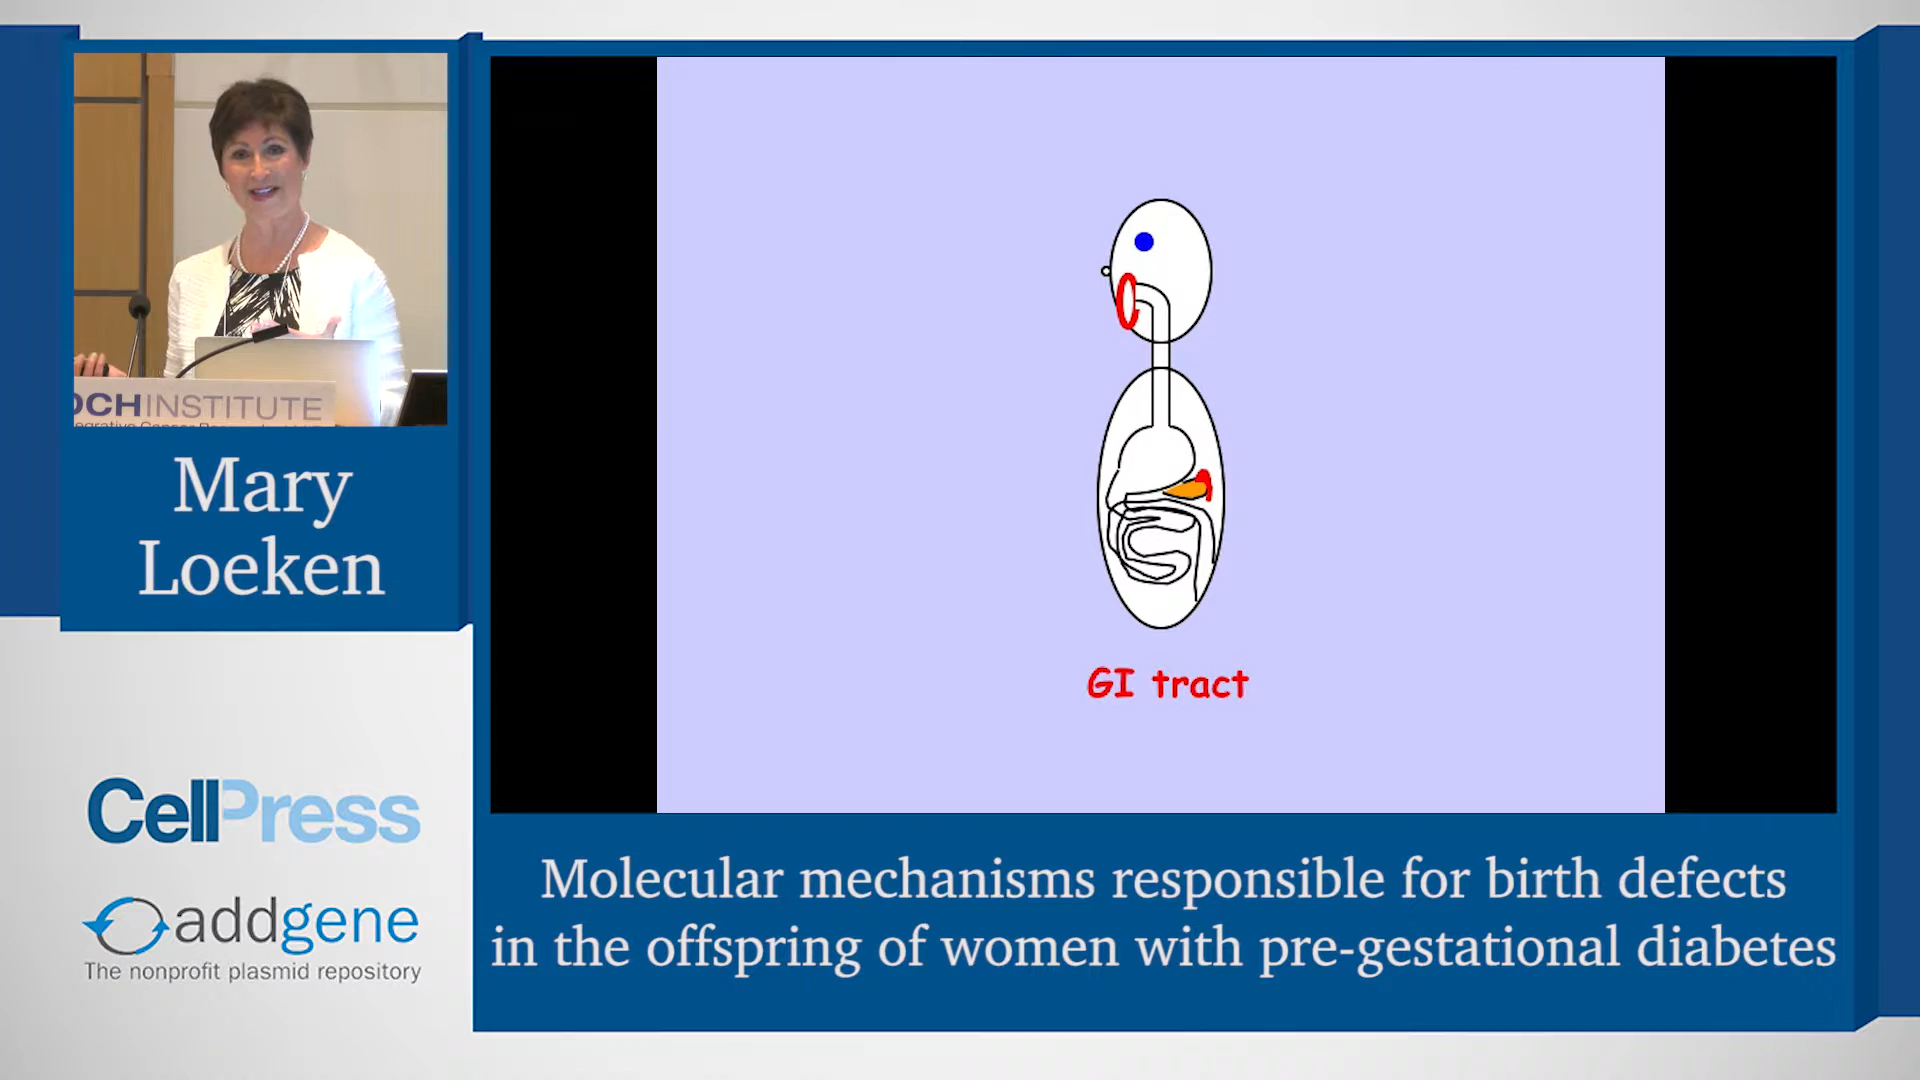 OCHINSTITUTE
Mary
Loeken
GI tract
CellPress
addgene
The nonprofit plasmid repository
Molecular mechanisms responsible for birth defects
in the offspring of women with pre-gestational diabetes